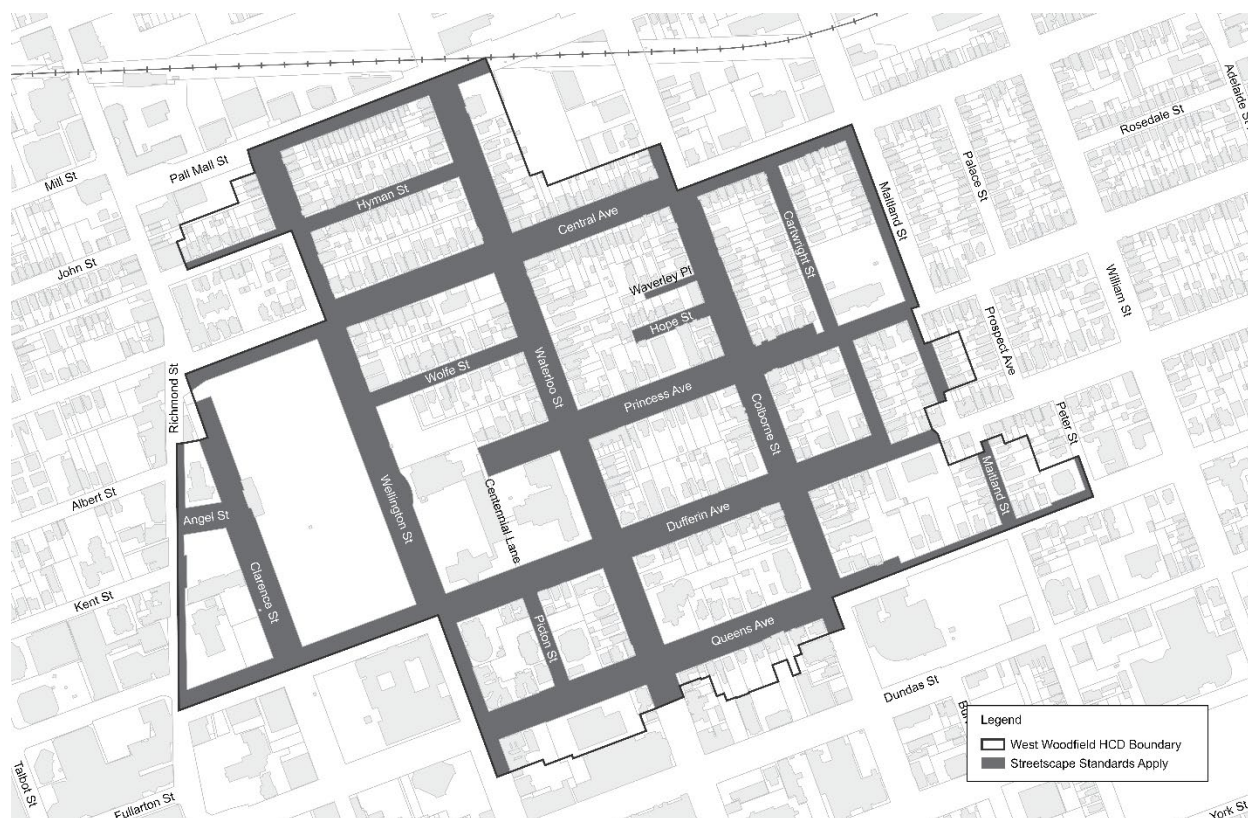 Adelaide St
Rosedale St
Palace St
Pall Mall St
Mill St
Maitland St
Hyman St
Central Ave
Cartwright St
John St
William St
Waverley Pl
Prospect Ave
Hope St
Richmond St
Wolfe St
Waterloo St
Princess Ave
Colborne St
Peter St
Albert St
Wellington St
Centennial Lane
Maitland St
Angel St
Dufferin Ave
Kent St
Clarence St
Picton St
Queens Ave
Dundas St
Legend
West Woodfield HCD Boundary
Streetscape Standards Apply
Talbot St
Fullarton St
York St